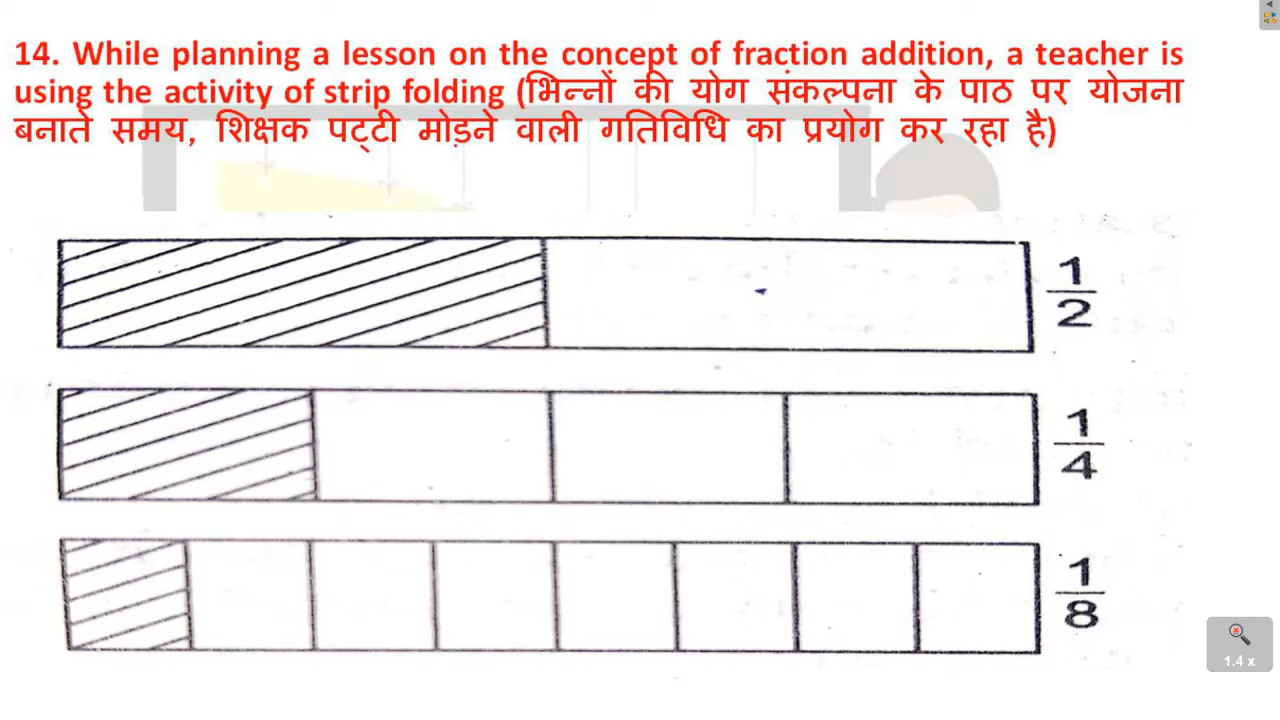 14. While planning a lesson on the concept of fraction addition, a teacher is
using the activity of strip folding (भिन्नों की योग संकल्पना के पाठ पर योजना
बनाते समय, शिक्षक पट्टी मोड़ने वाली गतिविधि का प्रयोग कर रहा है)
1
2
1
4
1
8
1.4 x